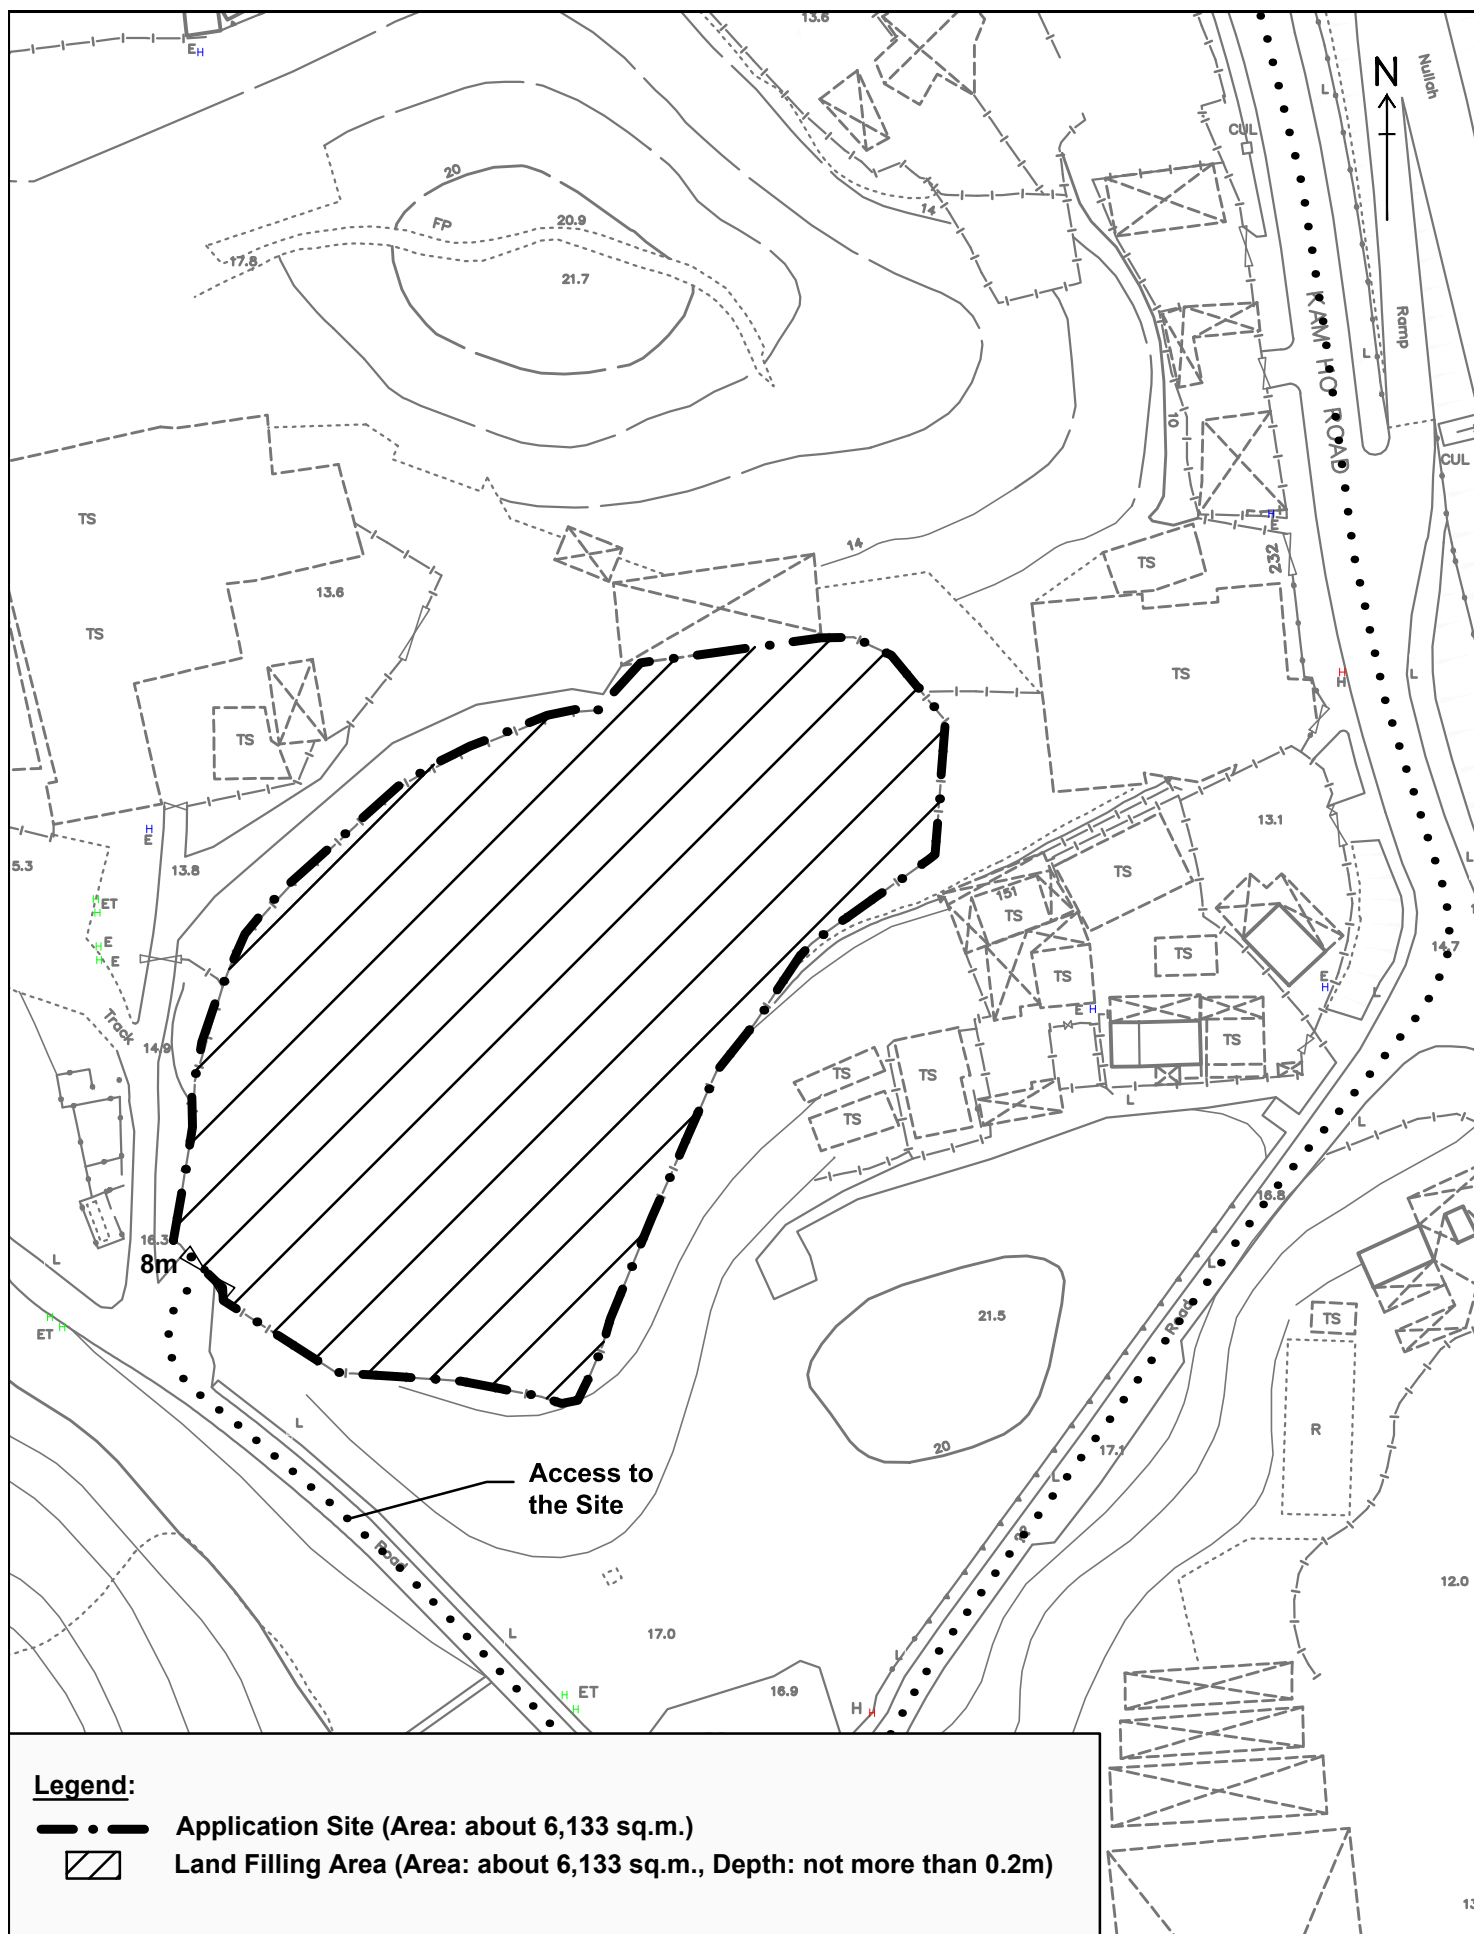 13.6
E
N
Nullah
L
CUL
20
FP
20.9
14
17.8
21.7
Ramp
KAM HO ROAD
L
10
CUL
TS
E
14
232
TS
13.6
TS
TS
H
L
TS
13.1
E
5.3
13.8
L
TS
151
ET
TS
E
E
TS
14.7
TS
E
L
Track
E
14.9
TS
TS
TS
L
TS
L
16.8
16.3
8m
L
L
21.5
Road
TS
ET
L
20
17.1
R
L
Access to
the Site
Road
12.0
L
17.0
L
ET
16.9
H
Legend:
Application Site (Area: about 6,133 sq.m.)
Land Filling Area (Area: about 6,133 sq.m., Depth: not more than 0.2m)